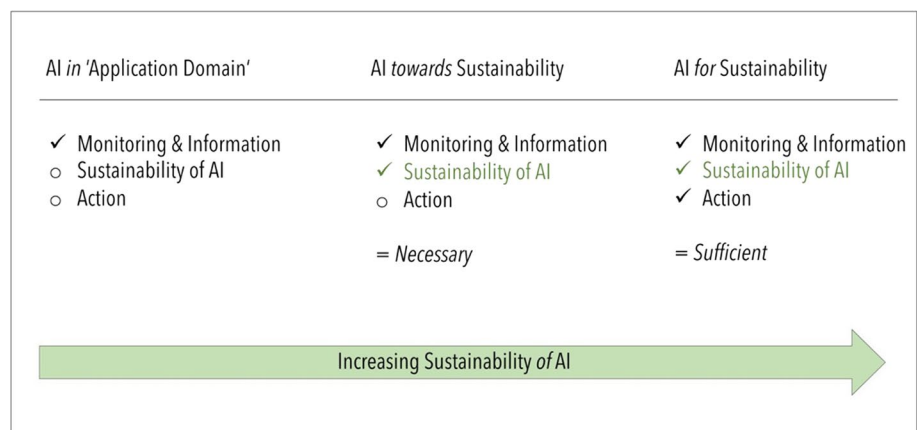 AI in 'Application Domain'
✓ Monitoring & Information
○ Sustainability of AI
○ Action
AI towards Sustainability
✓ Monitoring & Information
✓ Sustainability of AI
○ Action
= Necessary
AI for Sustainability
✓ Monitoring & Information
✓ Sustainability of AI
✓ Action
= Sufficient
Increasing Sustainability of AI